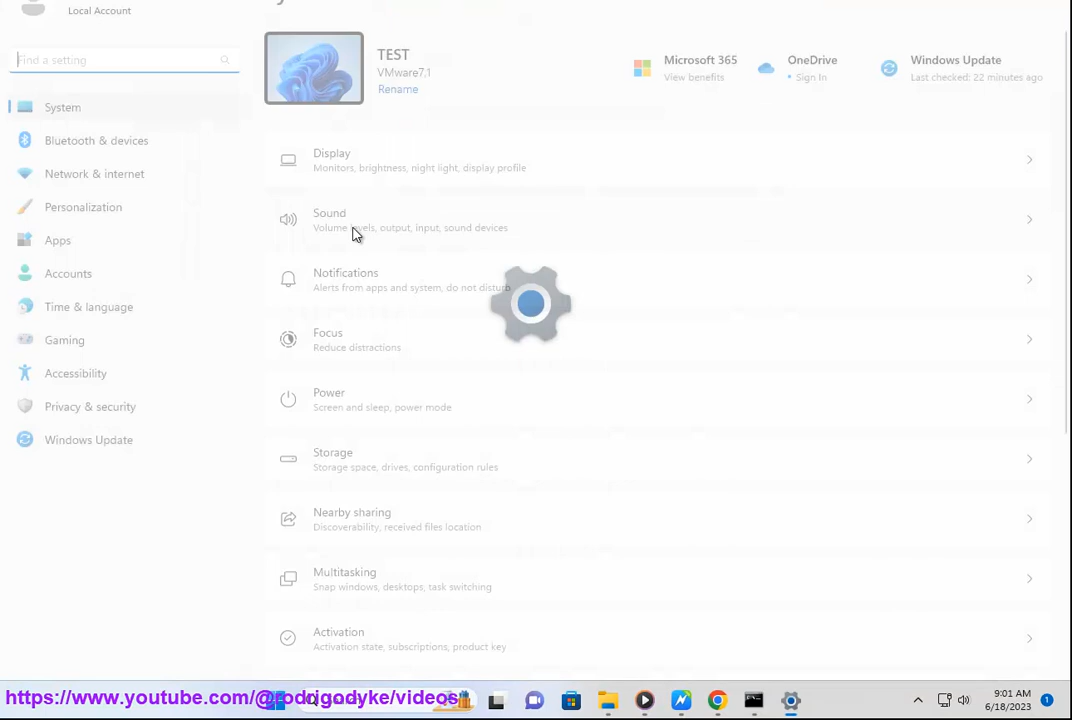 Local Account
Find a setting
System
Bluetooth & devices
Network & internet
Personalization
Apps
Accounts
Time & language
Gaming
Accessibility
Privacy & security
Windows Update
TEST
VMware7,1
Rename
Microsoft 365
View benefits
OneDrive
• Sign In
Windows Update
Last checked: 22 minutes ago
Display
Monitors, brightness, night light, display profile
Sound
Volume levels, output, input, sound devices
Notifications
Alerts from apps and system, do not disturb
Focus
Reduce distractions
Power
Screen and sleep, power mode
Storage
Storage space, drives, configuration rules
Nearby sharing
Discoverability, received files location
Multitasking
Snap windows, desktops, task switching
Activation
Activation state, subscriptions, product key
https://www.youtube.com/@rodrigodyke/videos
9:01 AM
6/18/2023
1